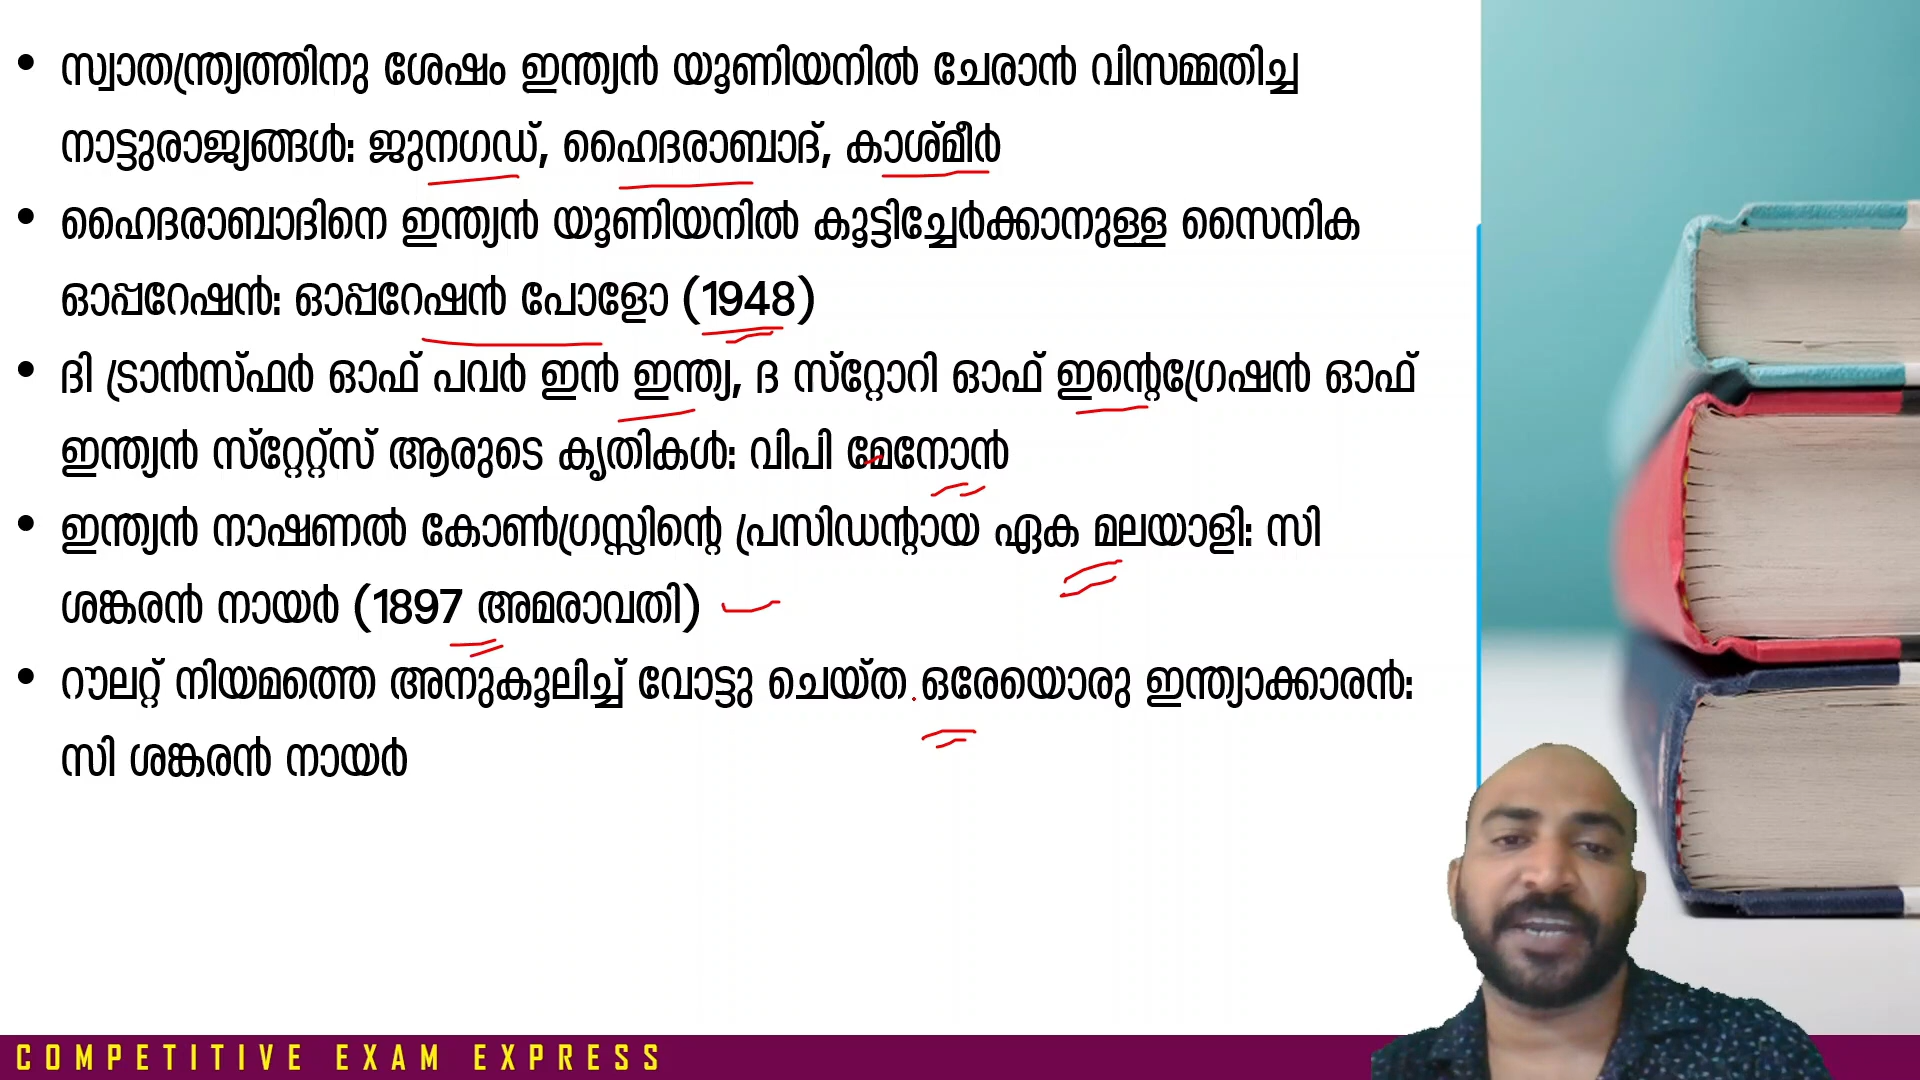 • സ്വാതന്ത്ര്യത്തിനു ശേഷം ഇന്ത്യൻ യൂണിയനിൽ ചേരാൻ വിസമ്മതിച്ച
നാട്ടുരാജ്യങ്ങൾ: ജുനഗഡ്, ഹൈദരാബാദ്, കാശ്മീർ
• ഹൈദരാബാദിനെ ഇന്ത്യൻ യൂണിയനിൽ കൂട്ടിച്ചേർക്കാനുള്ള സൈനിക
ഓപ്പറേഷൻ: ഓപ്പറേഷൻ പോളോ (1948)
• ദി ട്രാൻസ്ഫർ ഓഫ് പവർ ഇൻ ഇന്ത്യ, ദ സ്റ്റോറി ഓഫ് ഇന്റെഗ്രേഷൻ ഓഫ്
ഇന്ത്യൻ സ്റ്റേറ്റ്സ് ആരുടെ കൃതികൾ: വിപി മേനോൻ
• ഇന്ത്യൻ നാഷണൽ കോൺഗ്രസ്സിന്റെ പ്രസിഡന്റായ ഏക മലയാളി: സി
ശങ്കരൻ നായർ (1897 അമരാവതി)
• റൗലറ്റ് നിയമത്തെ അനുകൂലിച്ച് വോട്ടു ചെയ്ത ഒരേയൊരു ഇന്ത്യാക്കാരൻ:
സി ശങ്കരൻ നായർ
COMPETITIVE EXAM EXPRESS